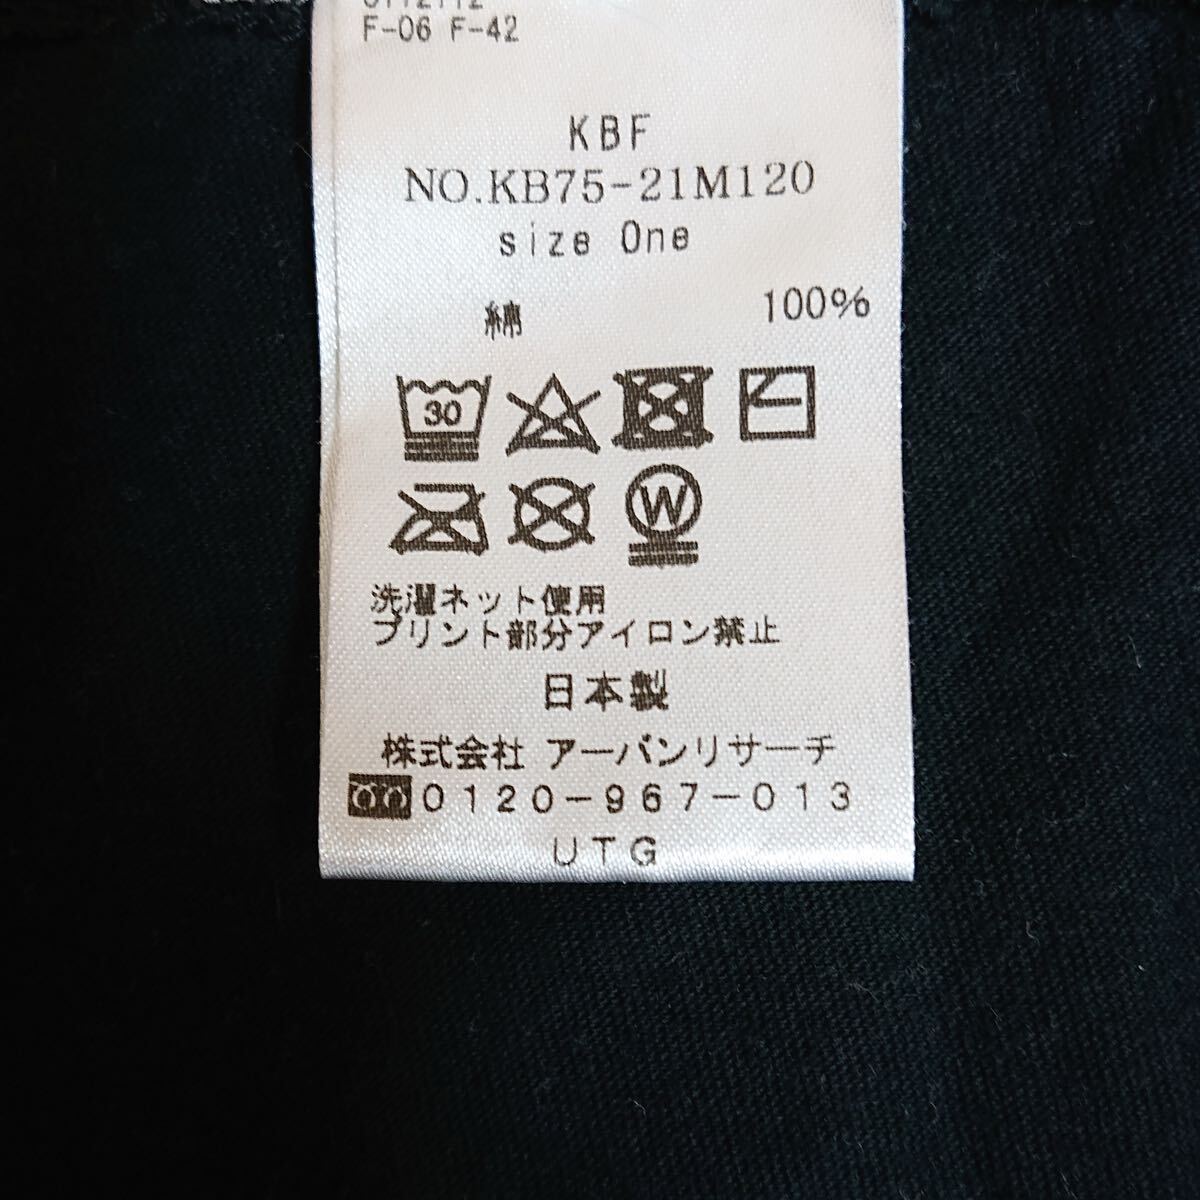 F-06 F-42
KBF
NO.KB75-21M120
size One
綿 100%
30
W
洗濯ネット使用
プリント部分アイロン禁止
日本製
株式会社 アーバンリサーチ
0120-967-013
UTG